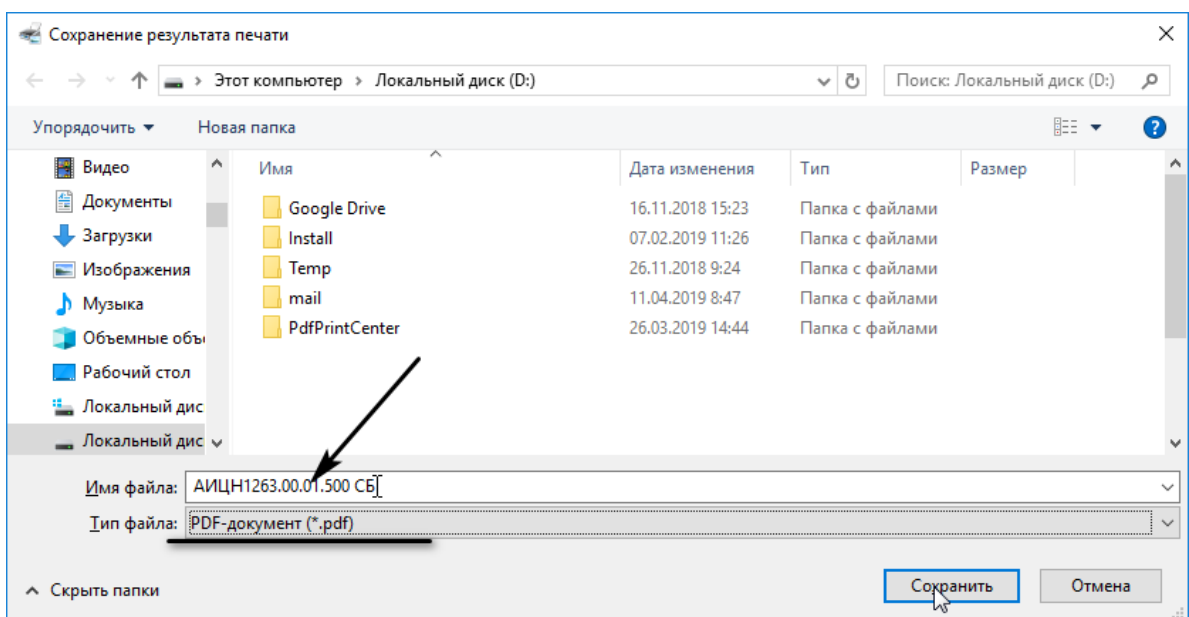 Сохранение результата печати
Этот компьютер > Локальный диск (D:)
Поиск: Локальный диск (D:)
Упорядочить
Новая папка
?
Имя Дата изменения Тип Размер
Google Drive 16.11.2018 15:23 Папка с файлами
Install 07.02.2019 11:26 Папка с файлами
Temp 26.11.2018 9:24 Папка с файлами
mail 11.04.2019 8:47 Папка с файлами
PdfPrintCenter 26.03.2019 14:44 Папка с файлами
Видео
Документы
Загрузки
Изображения
Музыка
Объемные объ
Рабочий стол
Локальный дис
Локальный дис
Имя файла: АИЦН1263.00.01.500 СБ
Тип файла: PDF-документ (*.pdf)
Скрыть папки
Сохранить
Отмена